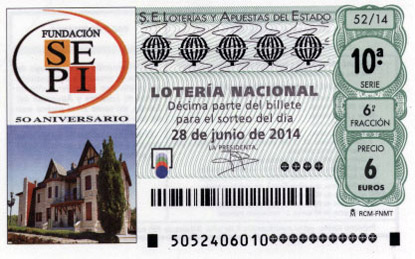 S.E. LOTERÍAS Y APUESTAS DEL ESTADO
52/14
FUNDACIÓN
SEPI
50 ANIVERSARIO
10ª
SERIE
LOTERÍA NACIONAL
Décima parte del billete
para el sorteo del día
28 de junio de 2014
LA PRESIDENTA,
6ª
FRACCIÓN
PRECIO
6
EUROS
RCM-FNMT
5052406010